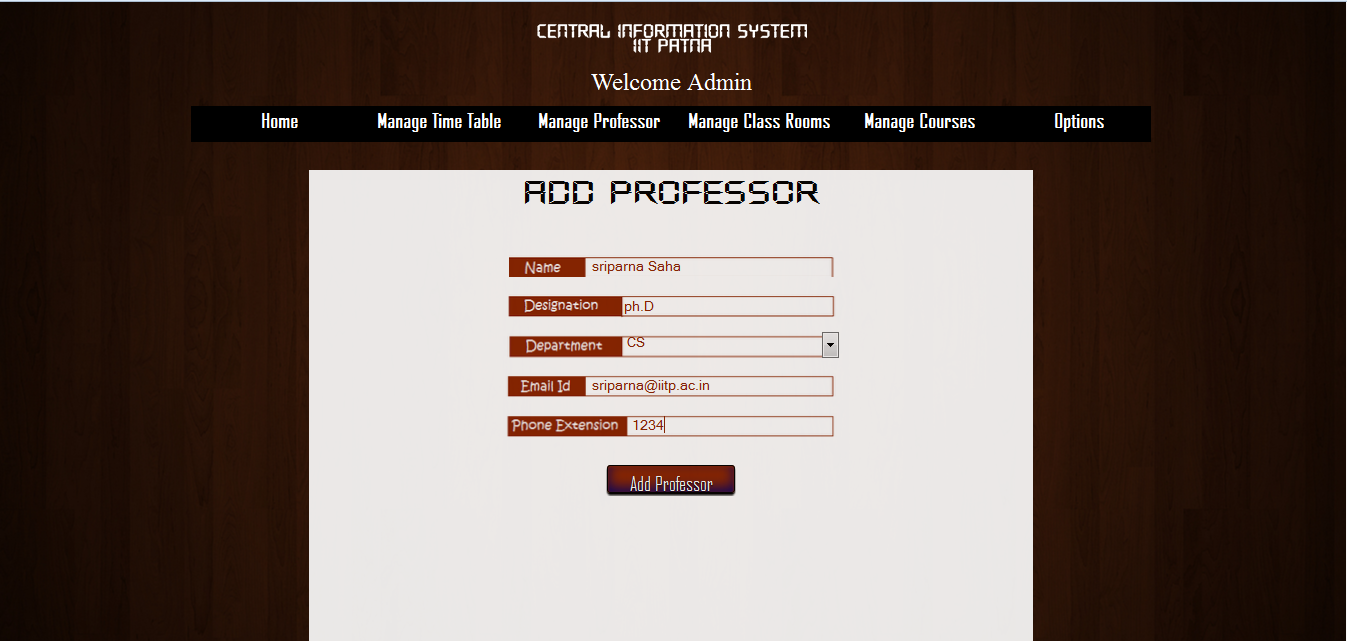 CENTRAL INFORMATION SYSTEM
IIT PATNA
Welcome Admin
Home Manage Time Table Manage Professor Manage Class Rooms Manage Courses Options
ADD PROFESSOR
Name sriparna Saha
Designation ph.D
Department CS
Email Id sriparna@iitp.ac.in
Phone Extension 1234
Add Professor